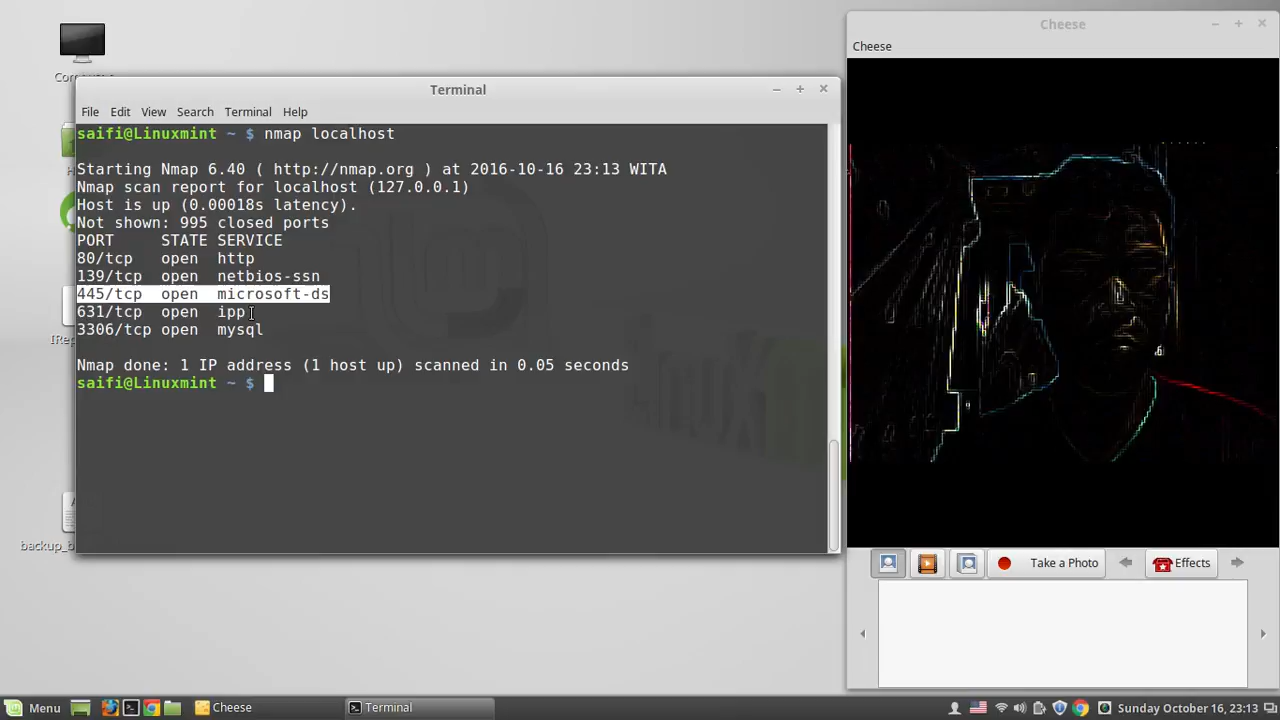 Cheese
Cheese
Terminal
File Edit View Search Terminal Help
saifi@Linuxmint ~ $ nmap localhost
Starting Nmap 6.40 ( http://nmap.org ) at 2016-10-16 23:13 WITA
Nmap scan report for localhost (127.0.0.1)
Host is up (0.00018s latency).
Not shown: 995 closed ports
PORT STATE SERVICE
80/tcp open http
139/tcp open netbios-ssn
445/tcp open microsoft-ds
631/tcp open ipp
3306/tcp open mysql
Nmap done: 1 IP address (1 host up) scanned in 0.05 seconds
saifi@Linuxmint ~ $
Take a Photo
Effects
Menu
Cheese
Terminal
Sunday October 16, 23:13